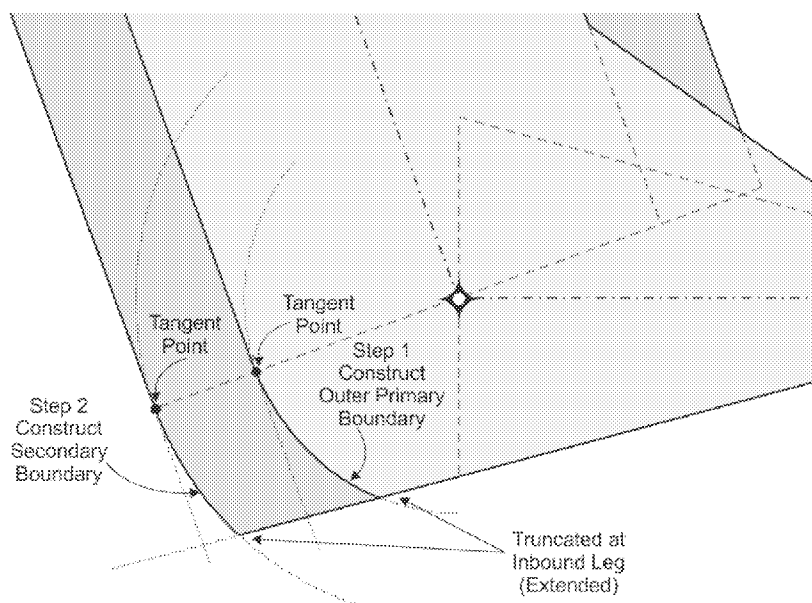 Tangent
Point
Tangent
Point
Step 1
Construct
Outer Primary
Boundary
Step 2
Construct
Secondary
Boundary
Truncated at
Inbound Leg
(Extended)